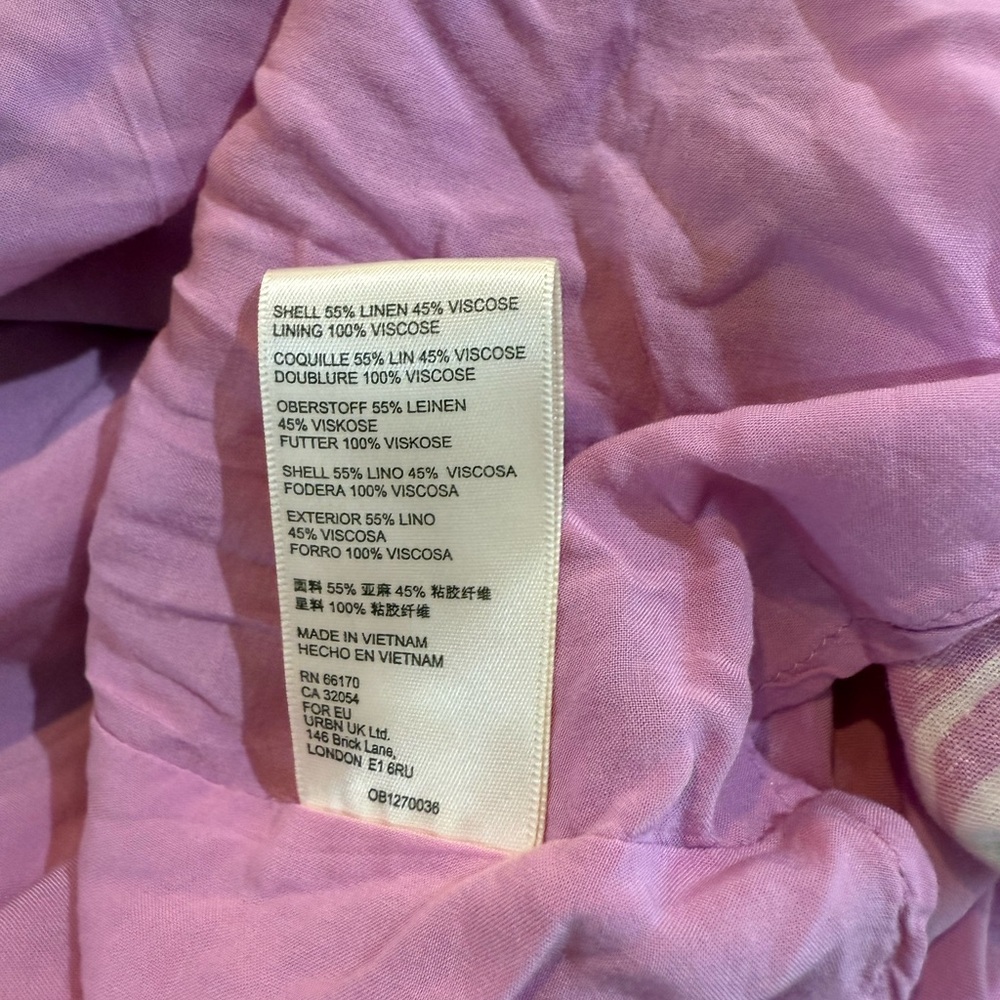 SHELL 55% LINEN 45% VISCOSE
LINING 100% VISCOSE
COQUILLE 55% LIN 45% VISCOSE
DOUBLURE 100% VISCOSE
OBERSTOFF 55% LEINEN
45% VISKOSE
FUTTER 100% VISKOSE
SHELL 55% LINO 45% VISCOSA
FODERA 100% VISCOSA
EXTERIOR 55% LINO
45% VISCOSA
FORRO 100% VISCOSA
面料 55% 亚麻 45% 粘胶纤维
里料 100% 粘胶纤维
MADE IN VIETNAM
HECHO EN VIETNAM
RN 66170
CA 32054
FOR EU
URBN UK Ltd.
146 Brick Lane,
LONDON E1 6RU
OB1270036